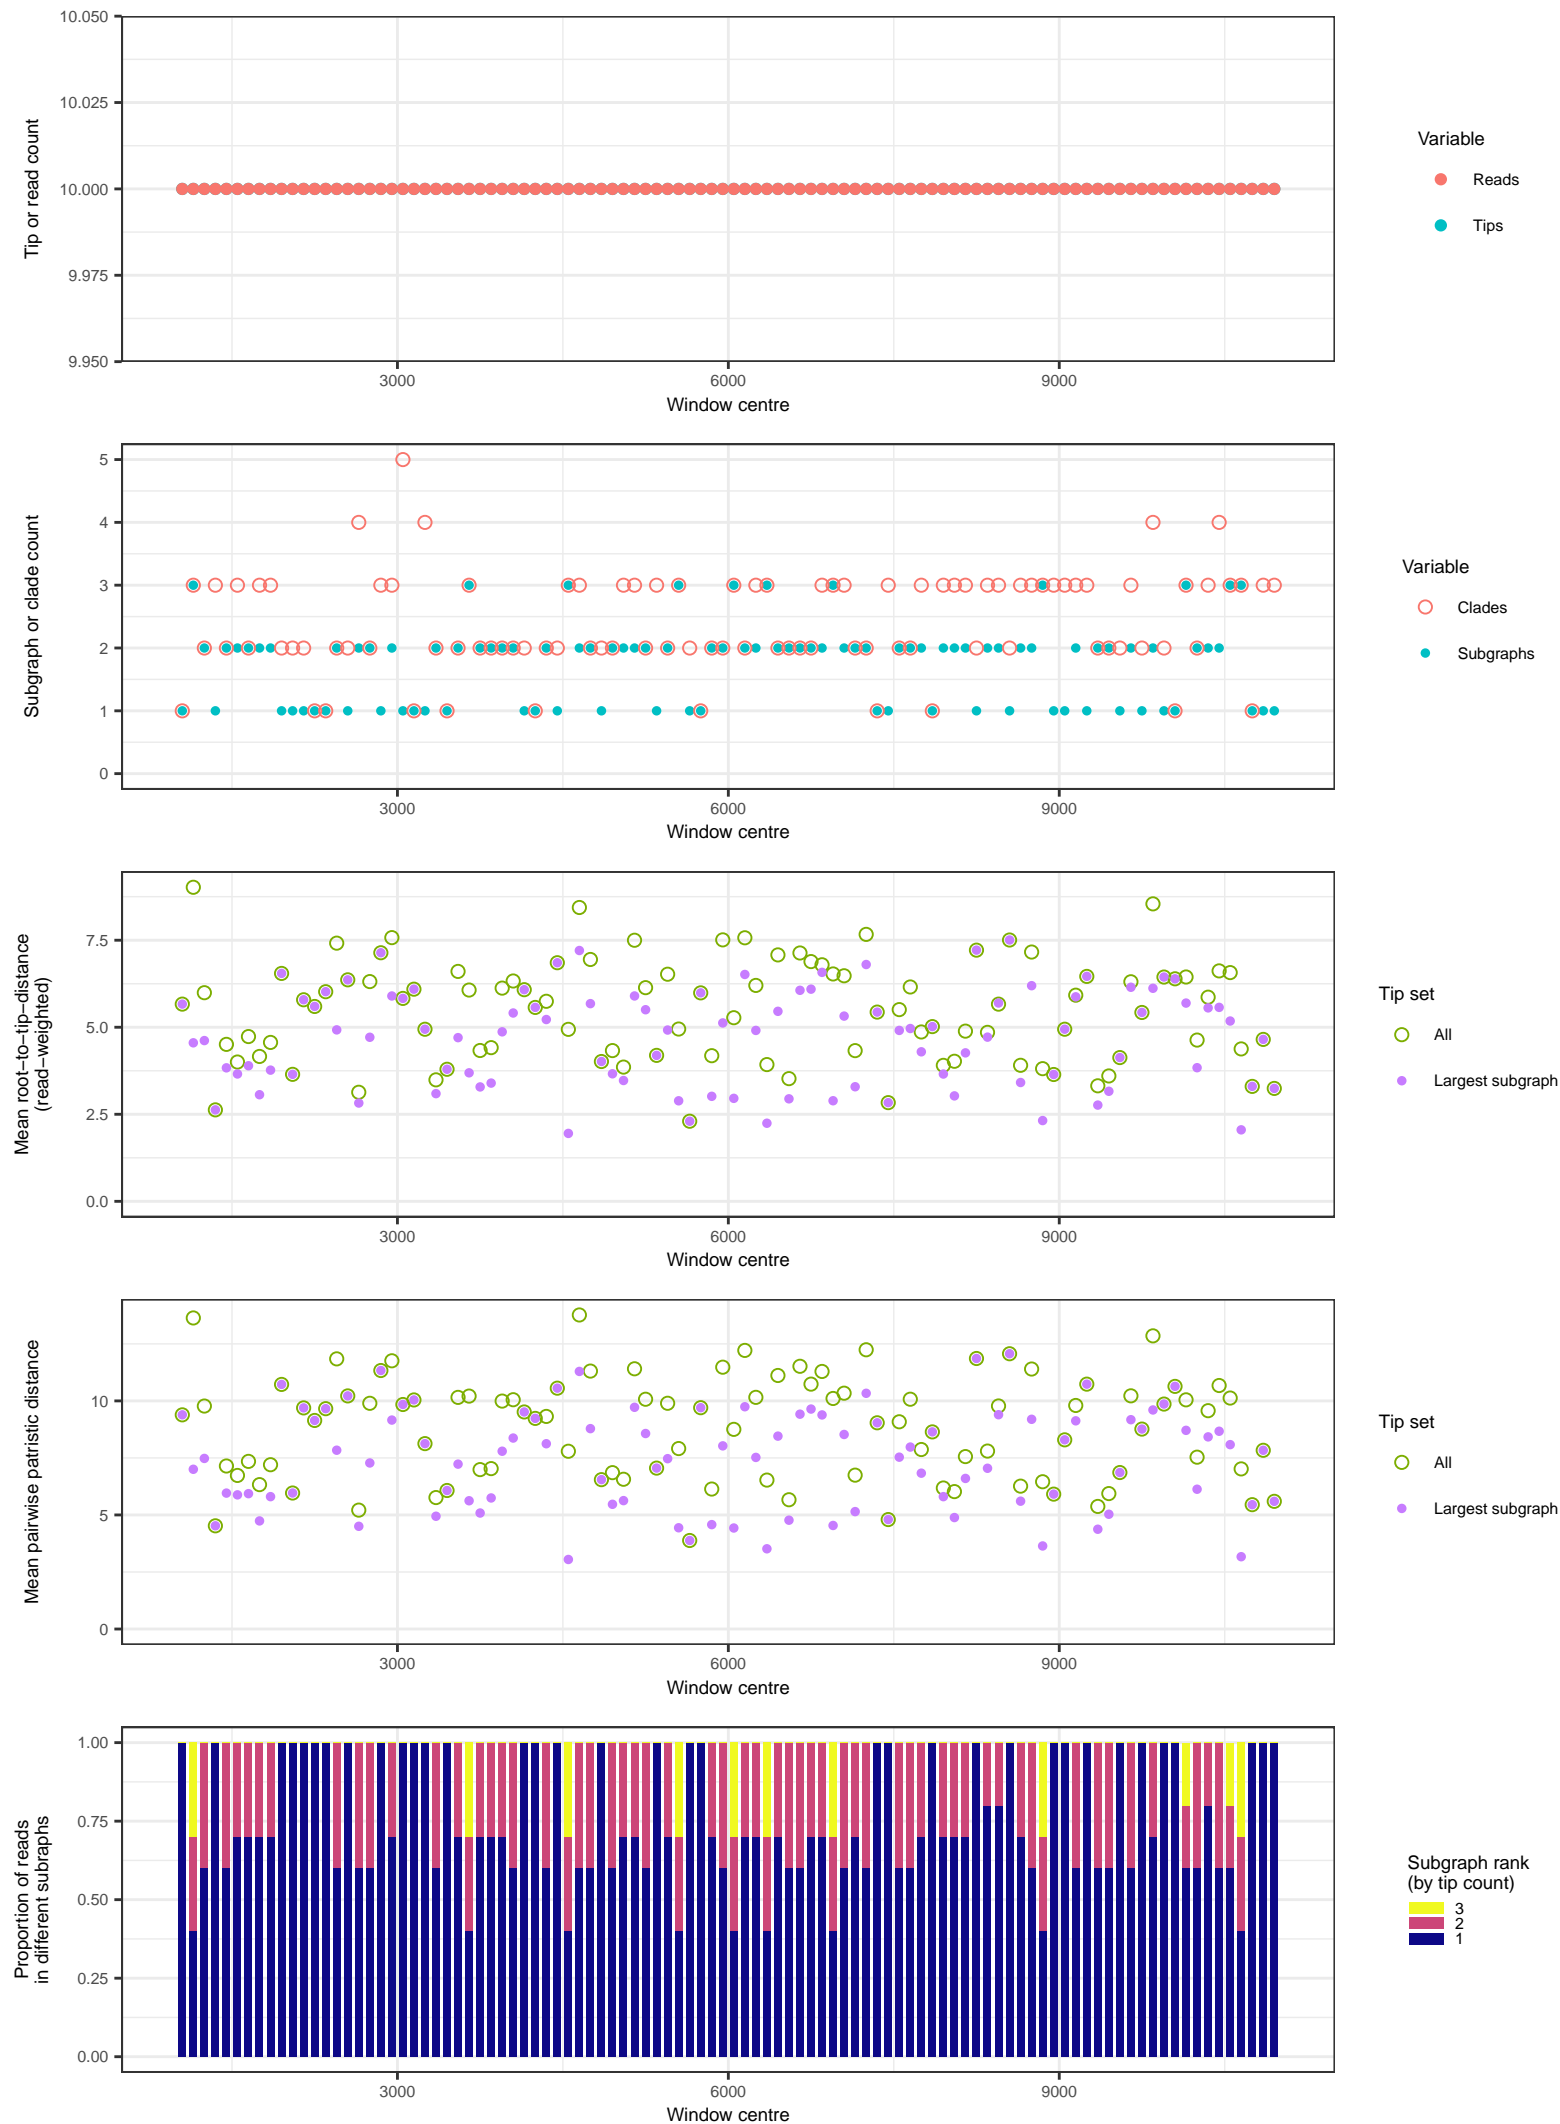 10.050
10.025
10.000
9.975
9.950
Tip or read count
3000
6000
9000
Window centre
Variable
Reads
Tips
5
4
3
2
1
0
Subgraph or clade count
3000
6000
9000
Window centre
Variable
Clades
Subgraphs
7.5
5.0
2.5
0.0
Mean root−to−tip−distance
(read−weighted)
3000
6000
9000
Window centre
Tip set
All
Largest subgraph
10
5
0
Mean pairwise patristic distance
3000
6000
9000
Window centre
Tip set
All
Largest subgraph
1.00
0.75
0.50
0.25
0.00
Proportion of reads
in different subraphs
3000
6000
9000
Window centre
Subgraph rank
(by tip count)
3
2
1